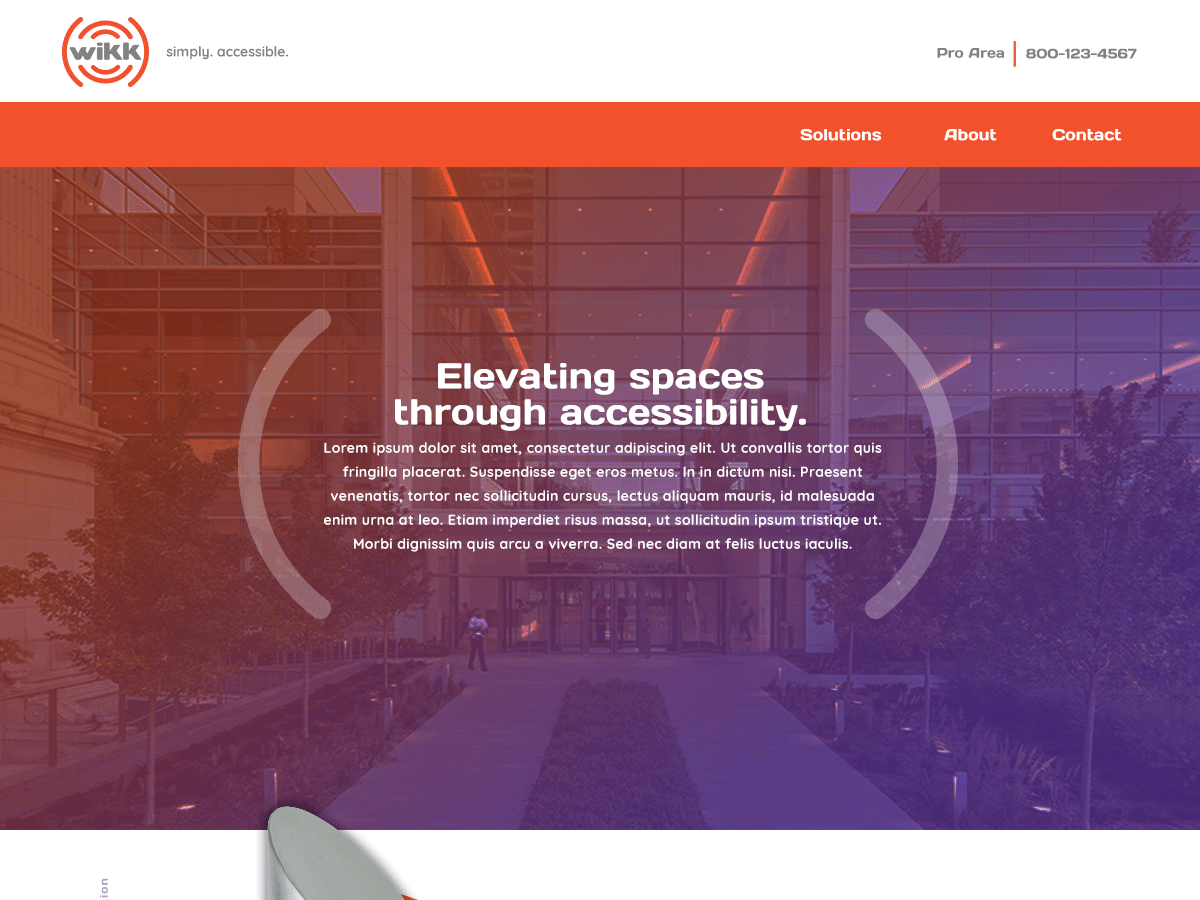 wikk
simply. accessible.
Pro Area
800-123-4567
Solutions
About
Contact
Elevating spaces
through accessibility.
Lorem ipsum dolor sit amet, consectetur adipiscing elit. Ut convallis tortor quis
fringilla placerat. Suspendisse eget eros metus. In in dictum nisi. Praesent
venenatis, tortor nec sollicitudin cursus, lectus aliquam mauris, id malesuada
enim urna at leo. Etiam imperdiet risus massa, ut sollicitudin ipsum tristique ut.
Morbi dignissim quis arcu a viverra. Sed nec diam at felis luctus iaculis.